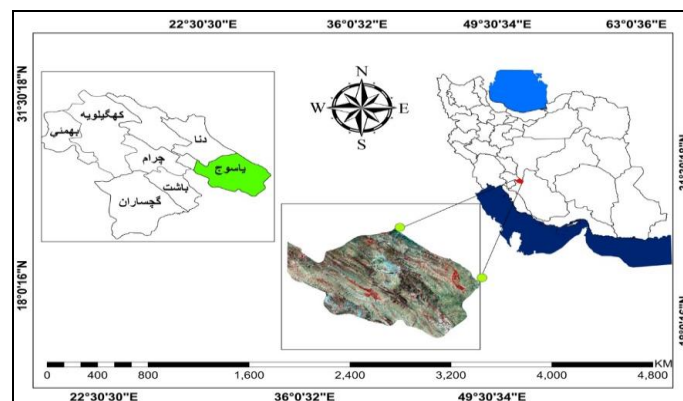 22°30'30"E 36°0'32"E 49°30'34"E 63°0'36"E
31°30'18"N
18°0'16"N
N
W E
S
کهگیلویه
بهمنی
دنا
چرام
یاسوج
باشت
گچساران
KM
0 400 800 1,600 2,400 3,200 4,000 4,800
22°30'30"E 36°0'32"E 49°30'34"E